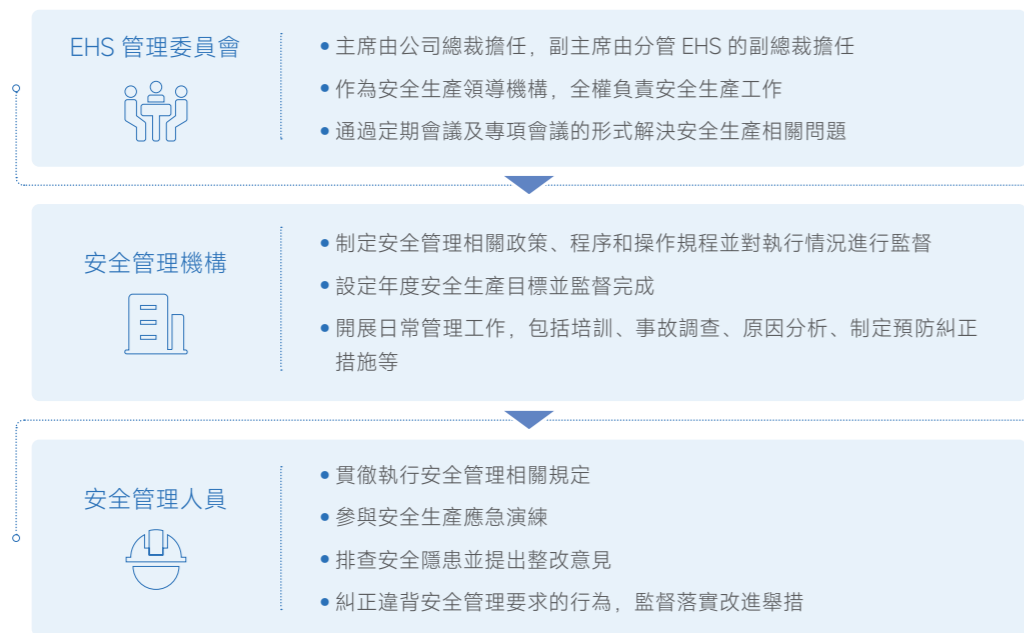 EHS 管理委員會
• 主席由公司總裁擔任，副主席由分管 EHS 的副總裁擔任
• 作為安全生產領導機構，全權負責安全生產工作
• 通過定期會議及專項會議的形式解決安全生產相關問題
安全管理機構
• 制定安全管理相關政策、程序和操作規程並對執行情況進行監督
• 設定年度安全生產目標並監督完成
• 開展日常管理工作，包括培訓、事故調查、原因分析、制定預防糾正
措施等
安全管理人員
• 貫徹執行安全管理相關規定
• 參與安全生產應急演練
• 排查安全隱患並提出整改意見
• 糾正違背安全管理要求的行為，監督落實改進舉措